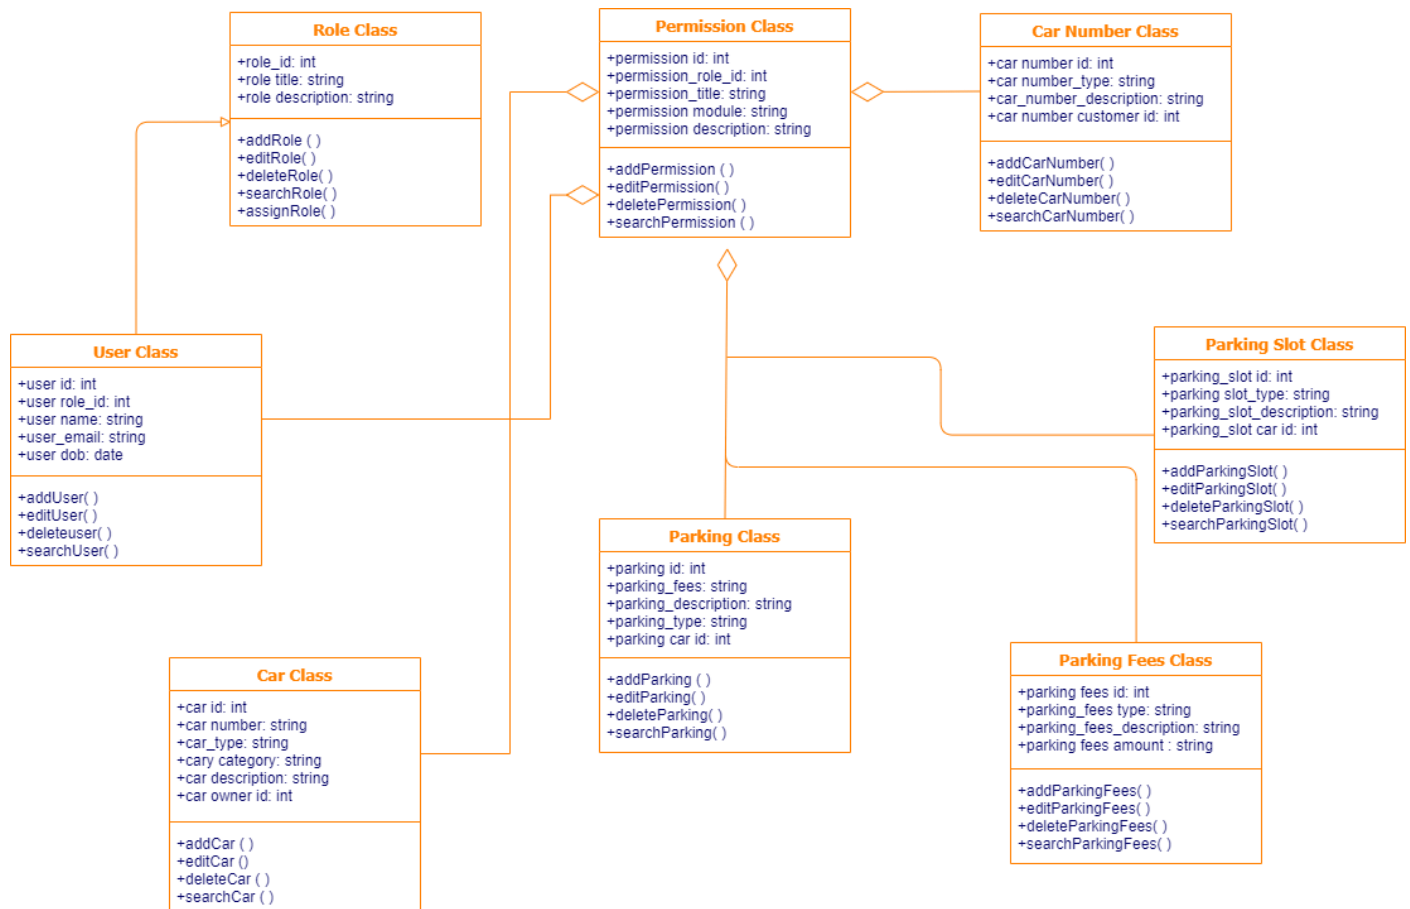 Role Class
+role_id: int
+role title: string
+role description: string
+addRole ( )
+editRole( )
+deleteRole( )
+searchRole( )
+assignRole( )
Permission Class
+permission id: int
+permission_role_id: int
+permission_title: string
+permission module: string
+permission description: string
+addPermission ( )
+editPermission( )
+deletePermission( )
+searchPermission ( )
Car Number Class
+car number id: int
+car number_type: string
+car_number_description: string
+car number customer id: int
+addCarNumber( )
+editCarNumber( )
+deleteCarNumber( )
+searchCarNumber( )
User Class
+user id: int
+user role_id: int
+user name: string
+user_email: string
+user dob: date
+addUser( )
+editUser( )
+deleteuser( )
+searchUser( )
Parking Slot Class
+parking_slot id: int
+parking slot_type: string
+parking_slot_description: string
+parking_slot car id: int
+addParkingSlot( )
+editParkingSlot( )
+deleteParkingSlot( )
+searchParkingSlot( )
Parking Class
+parking id: int
+parking_fees: string
+parking_description: string
+parking_type: string
+parking car id: int
+addParking ( )
+editParking( )
+deleteParking( )
+searchParking( )
Car Class
+car id: int
+car number: string
+car_type: string
+cary category: string
+car description: string
+car owner id: int
+addCar ( )
+editCar ()
+deleteCar ( )
+searchCar ( )
Parking Fees Class
+parking fees id: int
+parking_fees type: string
+parking_fees_description: string
+parking fees amount : string
+addParkingFees( )
+editParkingFees( )
+deleteParkingFees( )
+searchParkingFees( )